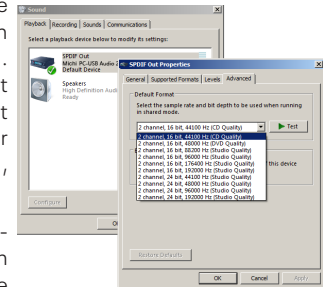 e
n
.
t
t
r
,
-
n
e
Sound
Playback Recording Sounds Communications
Select a playback device below to modify its settings:
SPDIF Out
Michi PC-USB Audio 2
Default Device
Speakers
High Definition Audio
Ready
Configure
SPDIF Out Properties
General Supported Formats Levels Advanced
Default Format
Select the sample rate and bit depth to be used when running
in shared mode.
2 channel, 16 bit, 44100 Hz (CD Quality)
Test
2 channel, 16 bit, 44100 Hz (CD Quality)
2 channel, 16 bit, 48000 Hz (DVD Quality)
2 channel, 16 bit, 88200 Hz (Studio Quality)
2 channel, 16 bit, 96000 Hz (Studio Quality)
2 channel, 16 bit, 176400 Hz (Studio Quality)
2 channel, 16 bit, 192000 Hz (Studio Quality)
2 channel, 24 bit, 44100 Hz (Studio Quality)
2 channel, 24 bit, 48000 Hz (Studio Quality)
2 channel, 24 bit, 96000 Hz (Studio Quality)
2 channel, 24 bit, 192000 Hz (Studio Quality)
this device
Restore Defaults
OK Cancel Apply